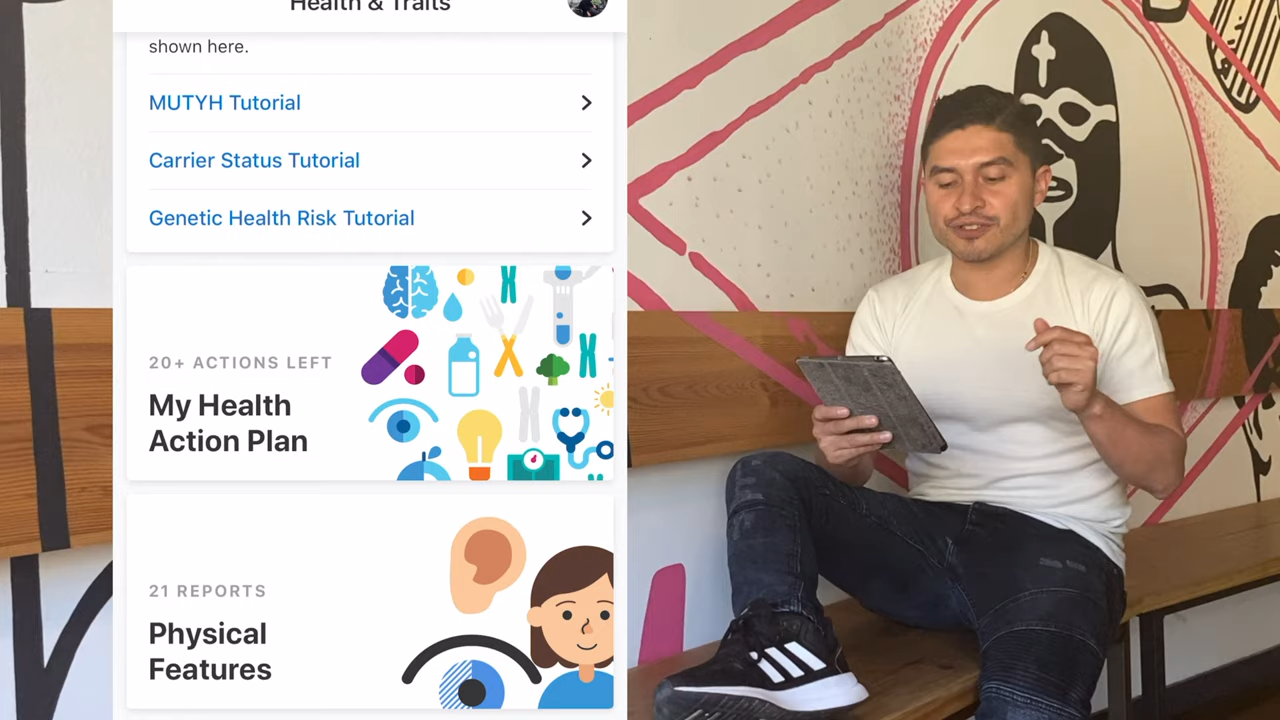 Health & Traits
shown here.
MUTYH Tutorial
Carrier Status Tutorial
Genetic Health Risk Tutorial
20+ ACTIONS LEFT
My Health
Action Plan
21 REPORTS
Physical
Features